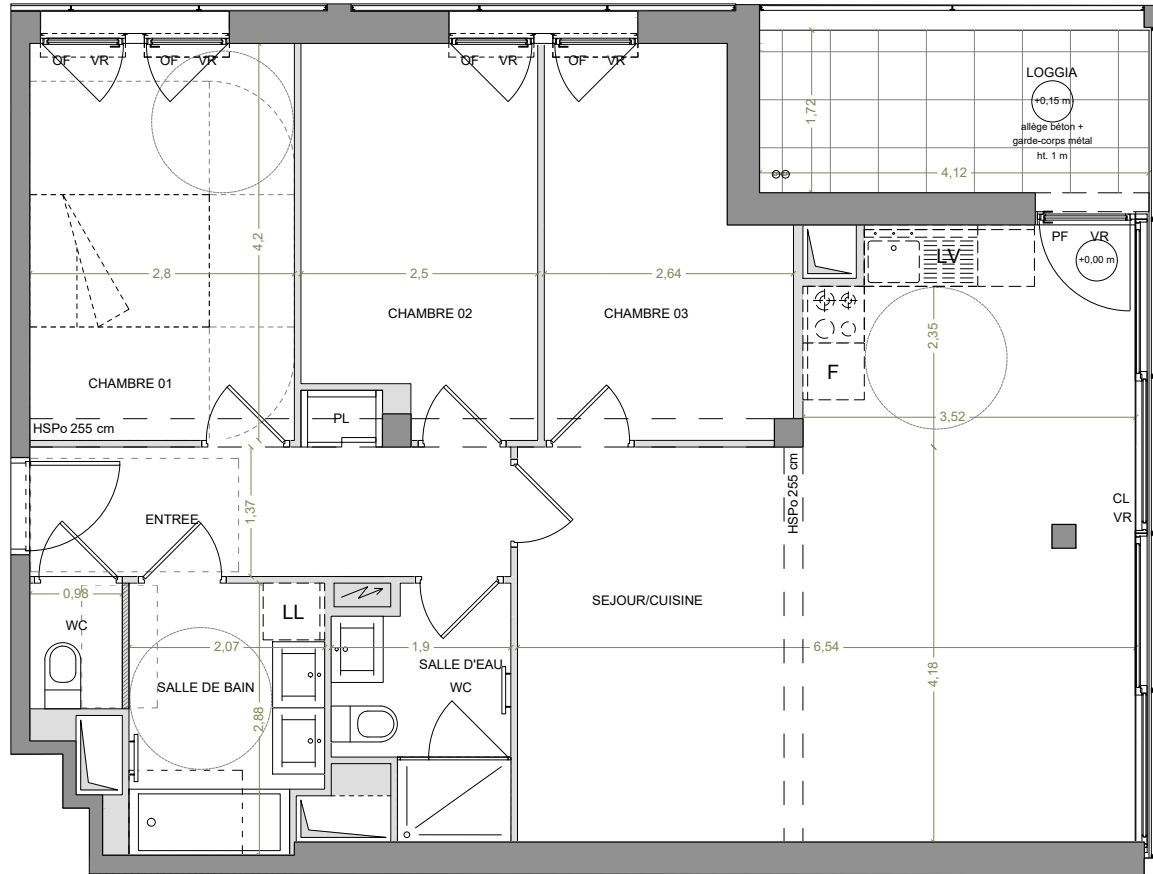 OF VR
OF VR
OF VR
OF VR
LOGGIA
+0,15 m
allège béton +
garde-corps métal
ht. 1 m
1,72
4,12
4,2
2,8
2,5
2,64
PF VR
+0,00 m
LV
CHAMBRE 02
CHAMBRE 03
2,35
F
CHAMBRE 01
3,52
PL
HSPo 255 cm
HSPo 255 cm
CL
VR
1,37
ENTREE
0,98
WC
LL
SEJOUR/CUISINE
2,07
1,9
6,54
SALLE D'EAU
WC
SALLE DE BAIN
2,88
4,18